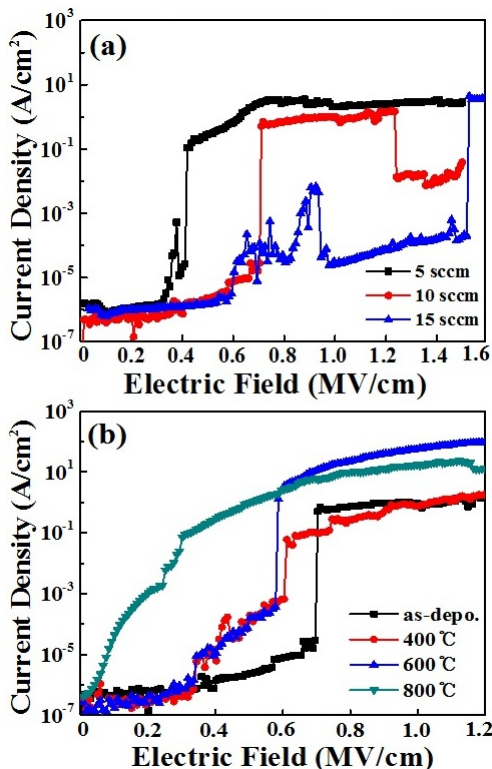 (a)
Current Density (A/cm²)
10³
10¹
10⁻¹
10⁻³
10⁻⁵
10⁻⁷
5 sccm
10 sccm
15 sccm
0 0.2 0.4 0.6 0.8 1.0 1.2 1.4 1.6
Electric Field (MV/cm)
(b)
Current Density (A/cm²)
10³
10¹
10⁻¹
10⁻³
10⁻⁵
10⁻⁷
as-depo.
400℃
600℃
800℃
0 0.2 0.4 0.6 0.8 1.0 1.2
Electric Field (MV/cm)